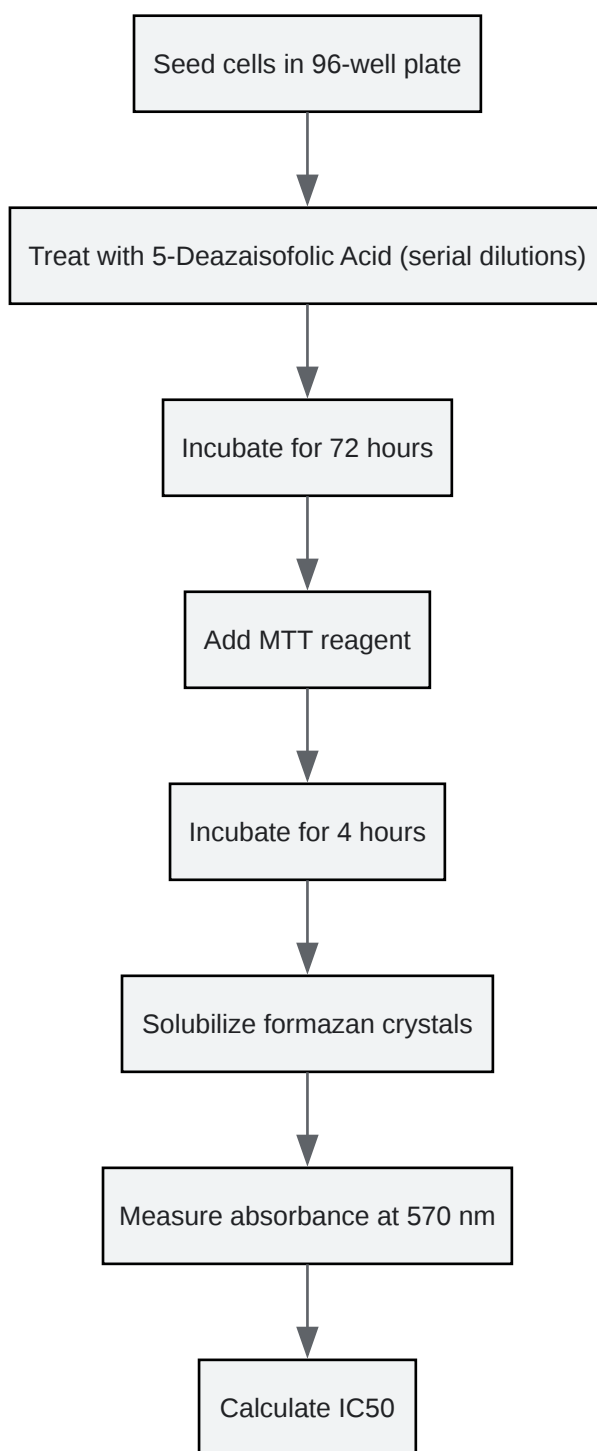 Seed cells in 96-well plate
Treat with 5-Deazaisofolic Acid (serial dilutions)
Incubate for 72 hours
Add MTT reagent
Incubate for 4 hours
Solubilize formazan crystals
Measure absorbance at 570 nm
Calculate IC50